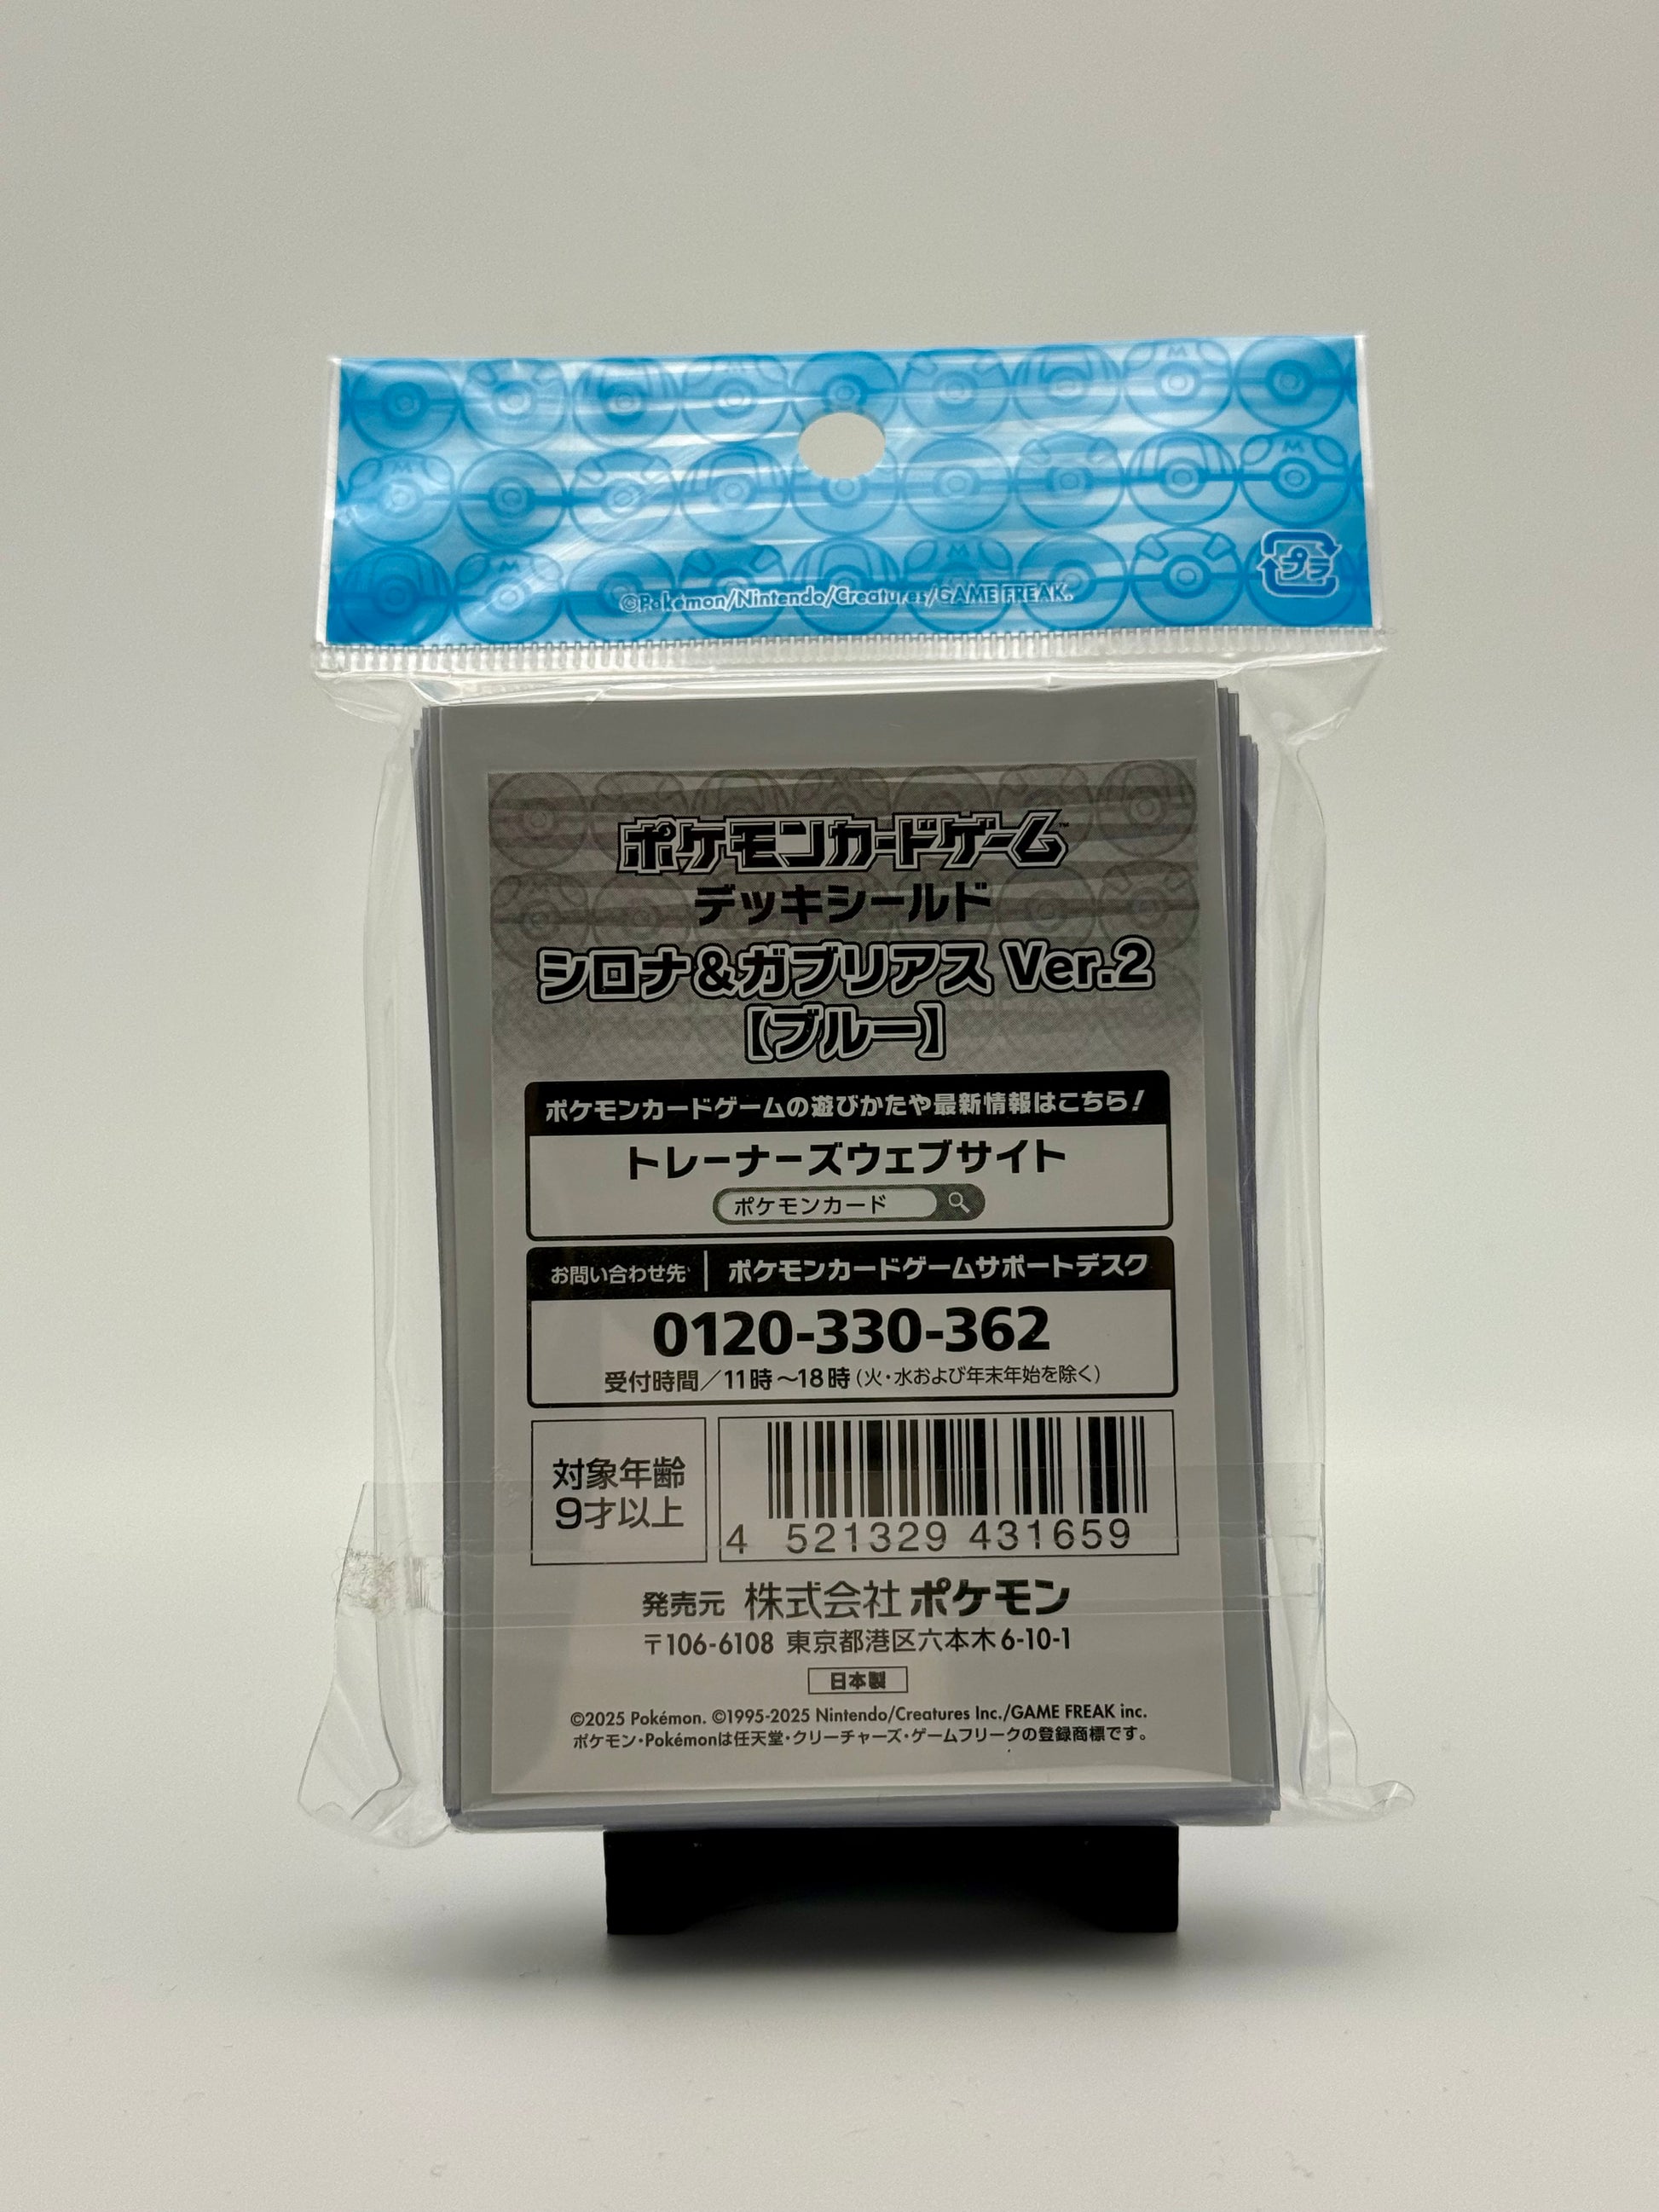 ©Pokémon/Nintendo/Creatures/GAME FREAK.
プラ
ポケモンカードゲーム™
デッキシールド
シロナ&ガブリアス Ver.2
【ブルー】
ポケモンカードゲームの遊びかたや最新情報はこちら!
トレーナーズウェブサイト
ポケモンカード
お問い合わせ先 ポケモンカードゲームサポートデスク
0120-330-362
受付時間/11時~18時(火・水および年末年始を除く)
対象年齢
9才以上
4 521329 431659
発売元 株式会社ポケモン
〒106-6108 東京都港区六本木6-10-1
日本製
©2025 Pokémon. ©1995-2025 Nintendo/Creatures Inc./GAME FREAK inc.
ポケモン・Pokémonは任天堂・クリーチャーズ・ゲームフリークの登録商標です。